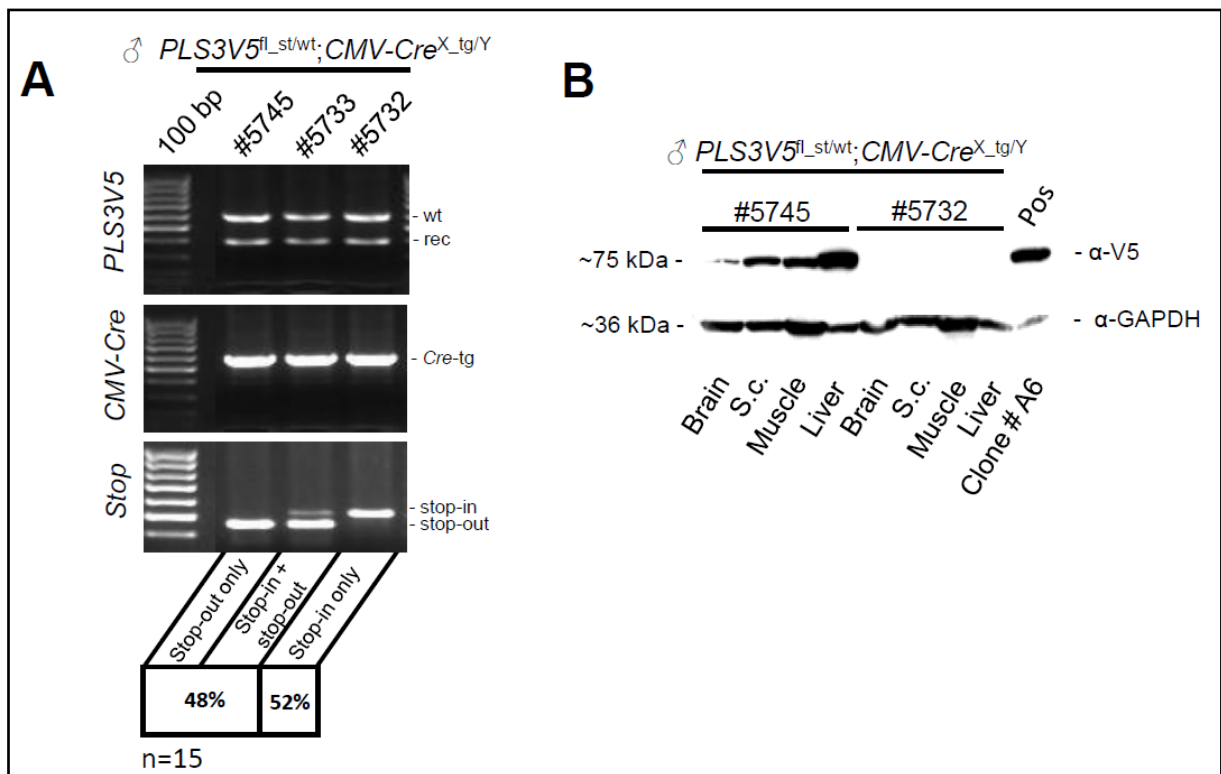 ♂ PLS3V5fl_st/wt;CMV-CreX_tg/Y
A
100 bp
#5745
#5733
#5732
PLS3V5
- wt
- rec
CMV-Cre
- Cre-tg
Stop
- stop-in
- stop-out
Stop-out only
Stop-in +
stop-out
Stop-in only
48%
52%
n=15
B
♂ PLS3V5fl_st/wt;CMV-CreX_tg/Y
#5745
#5732
Pos
~75 kDa -
- α-V5
~36 kDa -
- α-GAPDH
Brain
S.c.
Muscle
Liver
Brain
S.c.
Muscle
Liver
Clone # A6